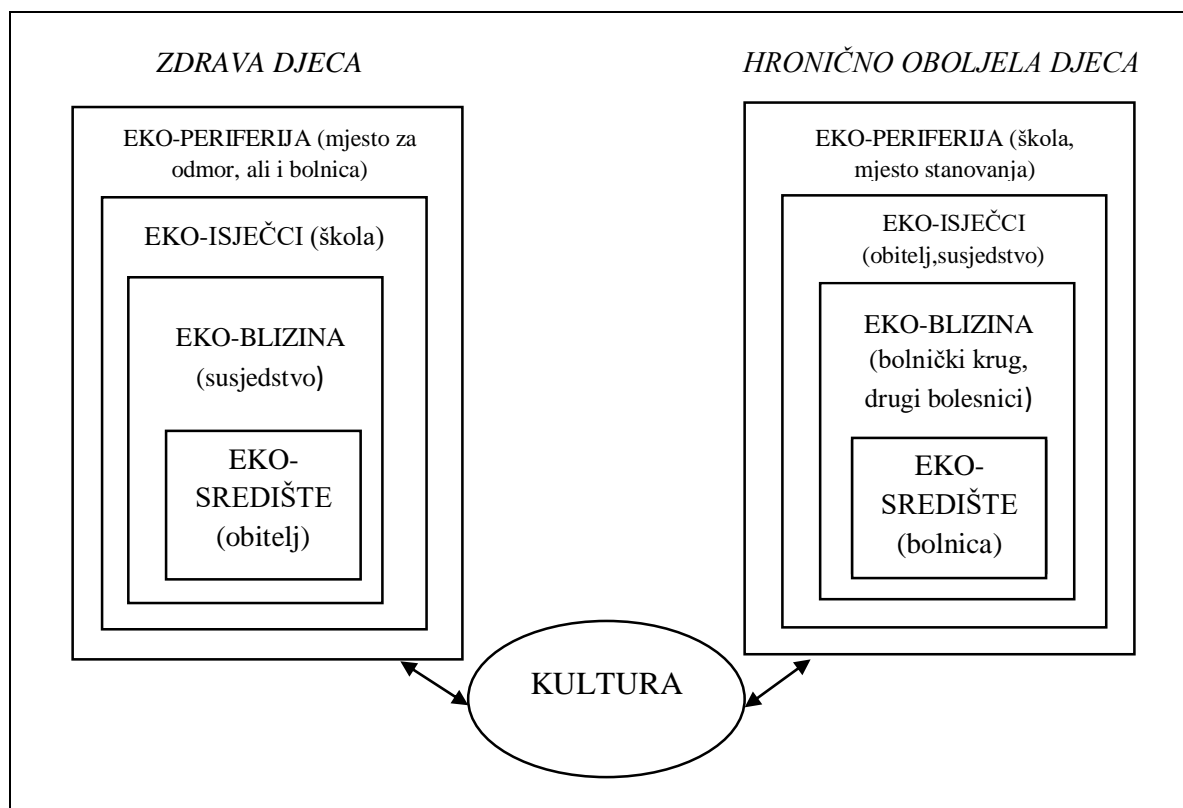 ZDRAVA DJECA
EKO-PERIFERIJA (mjesto za
odmor, ali i bolnica)
EKO-ISJEČCI (škola)
EKO-BLIZINA
(susjedstvo)
EKO-
SREDIŠTE
(obitelj)
HRONIČNO OBOLJELA DJECA
EKO-PERIFERIJA (škola,
mjesto stanovanja)
EKO-ISJEČCI
(obitelj,susjedstvo)
EKO-BLIZINA
(bolnički krug,
drugi bolesnici)
EKO-
SREDIŠTE
(bolnica)
KULTURA